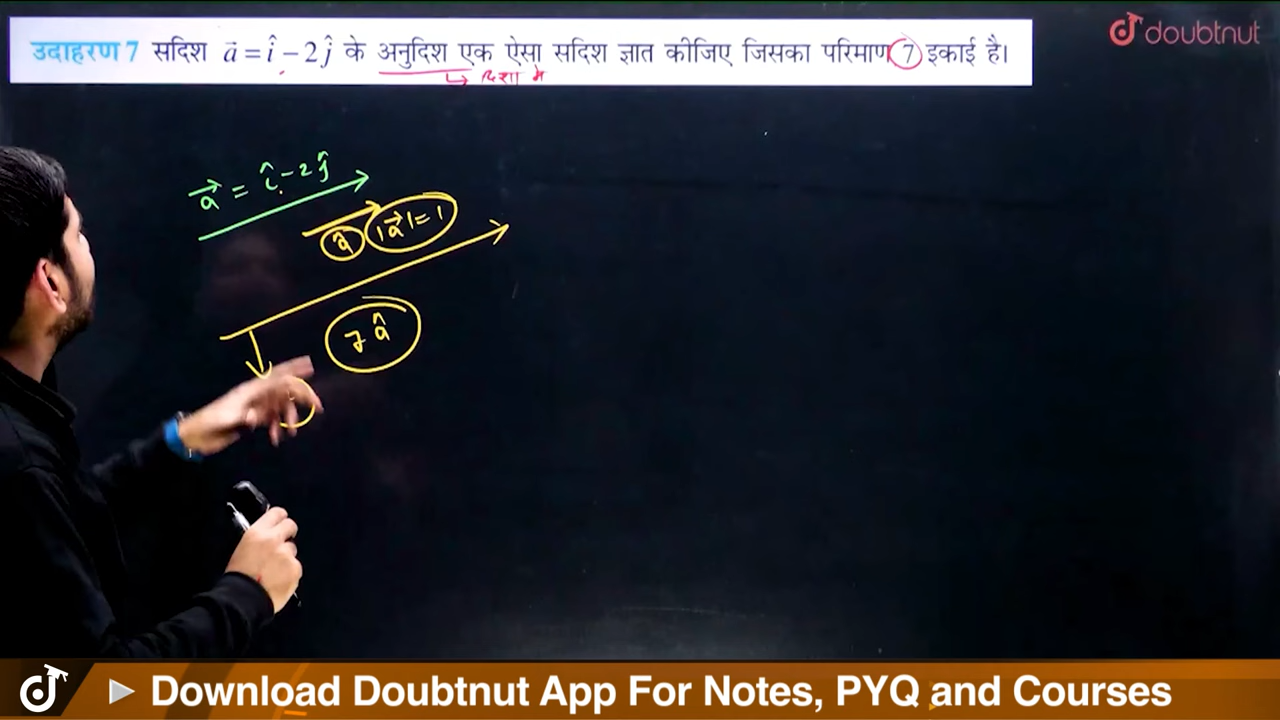 उदाहरण 7 सदिश a⃗ = î − 2ĵ के अनुदिश एक ऐसा सदिश ज्ञात कीजिए जिसका परिमाण 7 इकाई है।
doubtnut
↳ दिशा में
a⃗ = î − 2ĵ
â |a⃗| = 1
7 â
Download Doubtnut App For Notes, PYQ and Courses